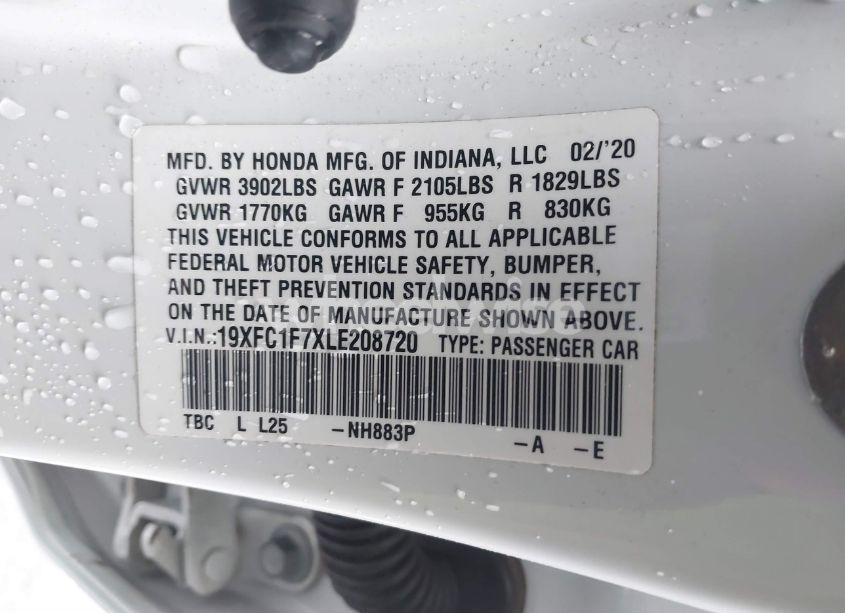 MFD. BY HONDA MFG. OF INDIANA, LLC 02/'20
GVWR 3902LBS GAWR F 2105LBS R 1829LBS
GVWR 1770KG GAWR F 955KG R 830KG
THIS VEHICLE CONFORMS TO ALL APPLICABLE
FEDERAL MOTOR VEHICLE SAFETY, BUMPER,
AND THEFT PREVENTION STANDARDS IN EFFECT
ON THE DATE OF MANUFACTURE SHOWN ABOVE.
V.I.N.:19XFC1F7XLE208720 TYPE: PASSENGER CAR
TBC L L25 -NH883P -A -E